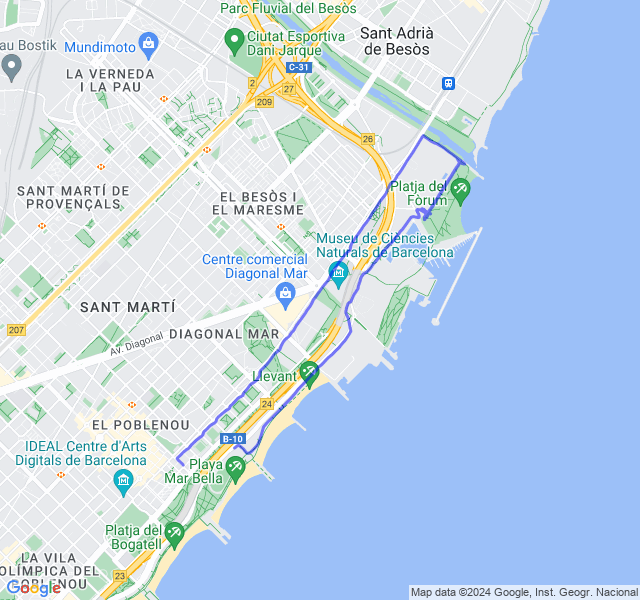 Parc Fluvial del Besòs
Sant Adrià
de Besòs
Ciutat Esportiva
Dani Jarque
Mundimoto
au Bostik
C-31
LA VERNEDA
I LA PAU
2
27
209
26
SANT MARTÍ DE
PROVENÇALS
EL BESÒS I
EL MARESME
Platja del
Fòrum
Museu de Ciències
Naturals de Barcelona
Centre comercial
Diagonal Mar
SANT MARTÍ
207
Av. Diagonal
DIAGONAL MAR
Llevant
24
EL POBLENOU
B-10
IDEAL Centre d'Arts
Digitals de Barcelona
Playa
Mar Bella
Platja del
Bogatell
LA VILA
OLÍMPICA DEL
POBLENOU
23
Google
Map data ©2024 Google, Inst. Geogr. Nacional